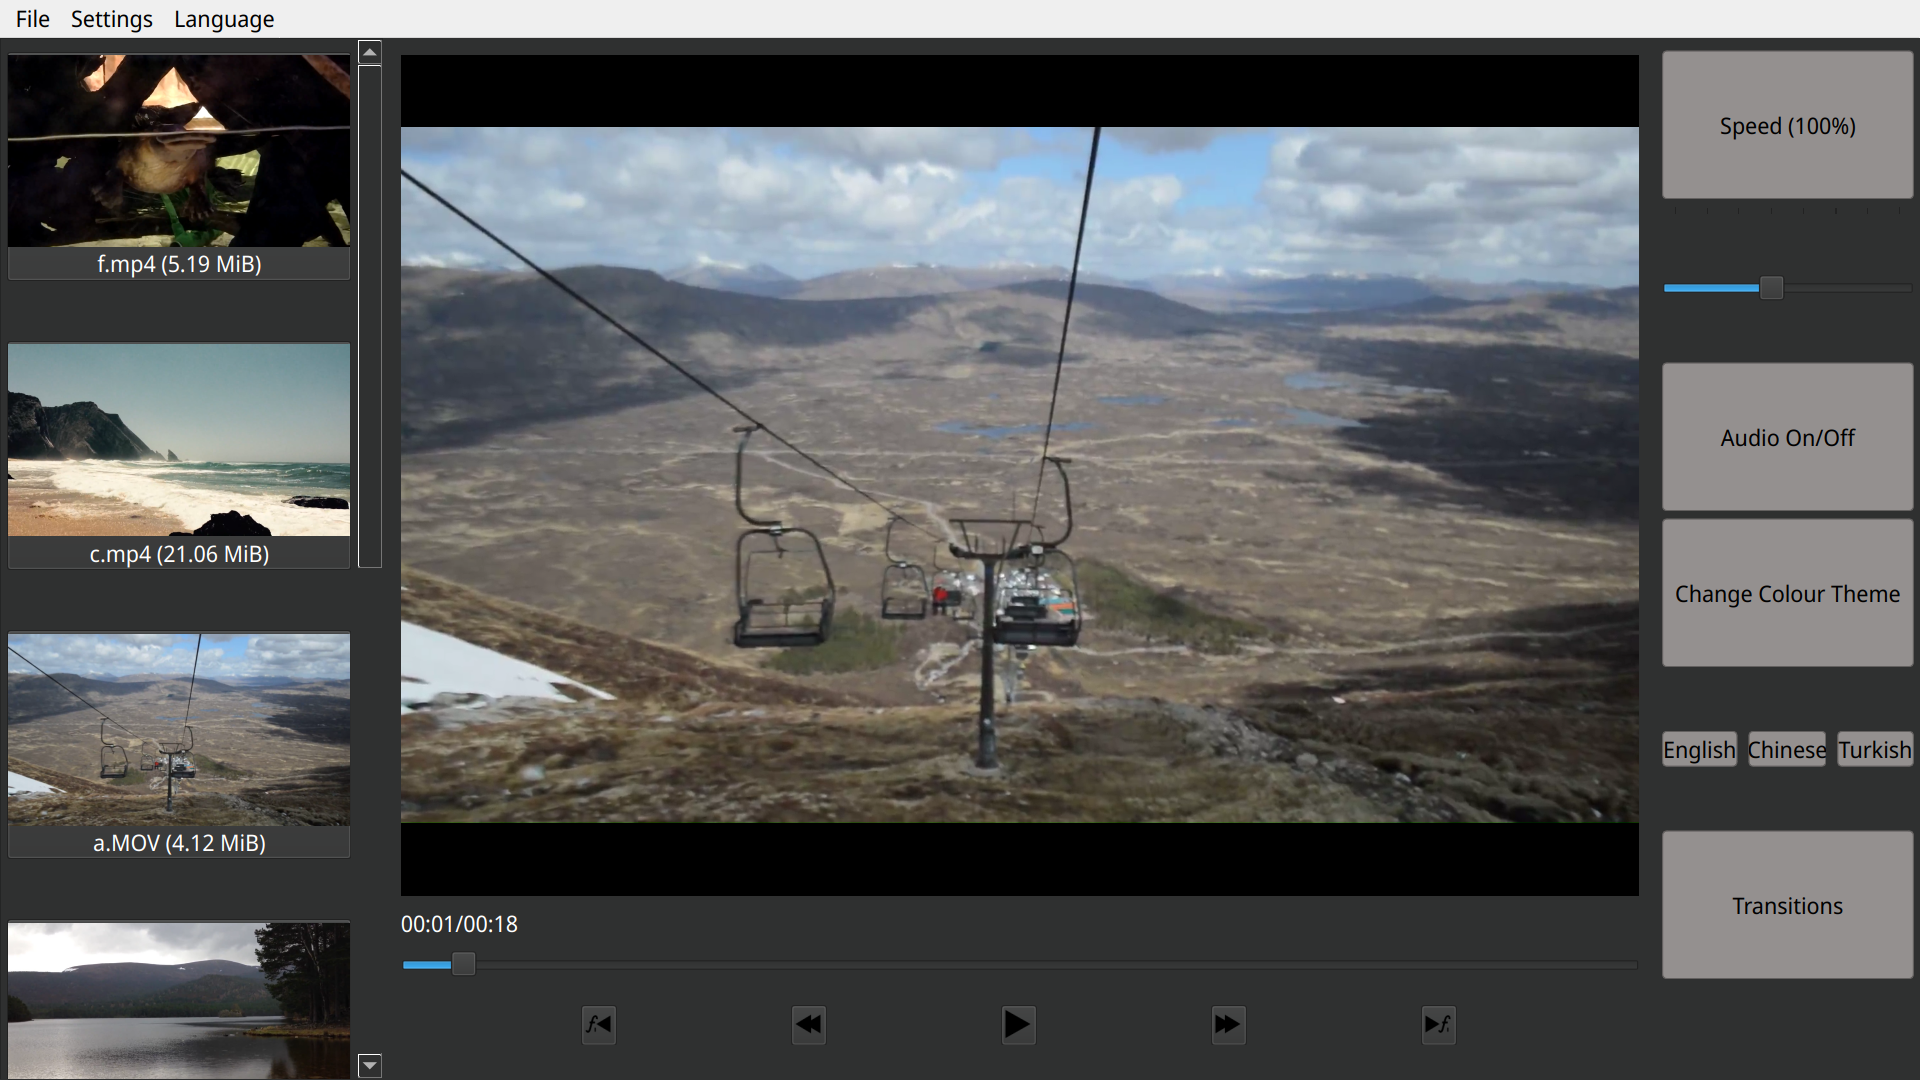 File Settings Language
f.mp4 (5.19 MiB)
c.mp4 (21.06 MiB)
a.MOV (4.12 MiB)
00:01/00:18
Speed (100%)
Audio On/Off
Change Colour Theme
English Chinese Turkish
Transitions